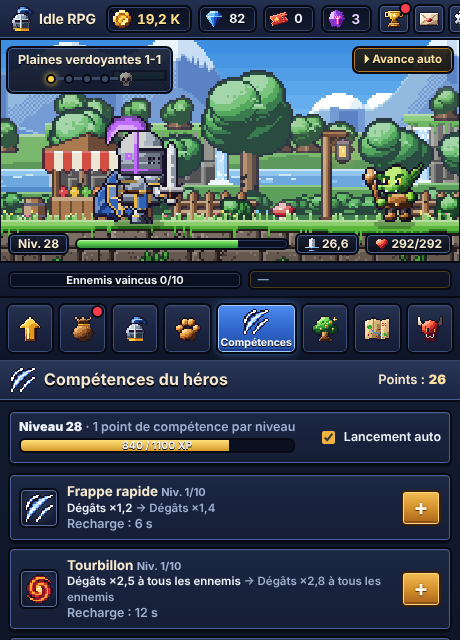 Idle RPG 19,2 K 82 0 3
Plaines verdoyantes 1-1
Avance auto
Niv. 28
26,6
292/292
Ennemis vaincus 0/10
—
Compétences
Compétences du héros
Points : 26
Niveau 28 · 1 point de compétence par niveau
840 / 1100 XP
Lancement auto
Frappe rapide Niv. 1/10
Dégâts ×1,2 → Dégâts ×1,4
Recharge : 6 s
+
Tourbillon Niv. 1/10
Dégâts ×2,5 à tous les ennemis → Dégâts ×2,8 à tous les
ennemis
Recharge : 12 s
+